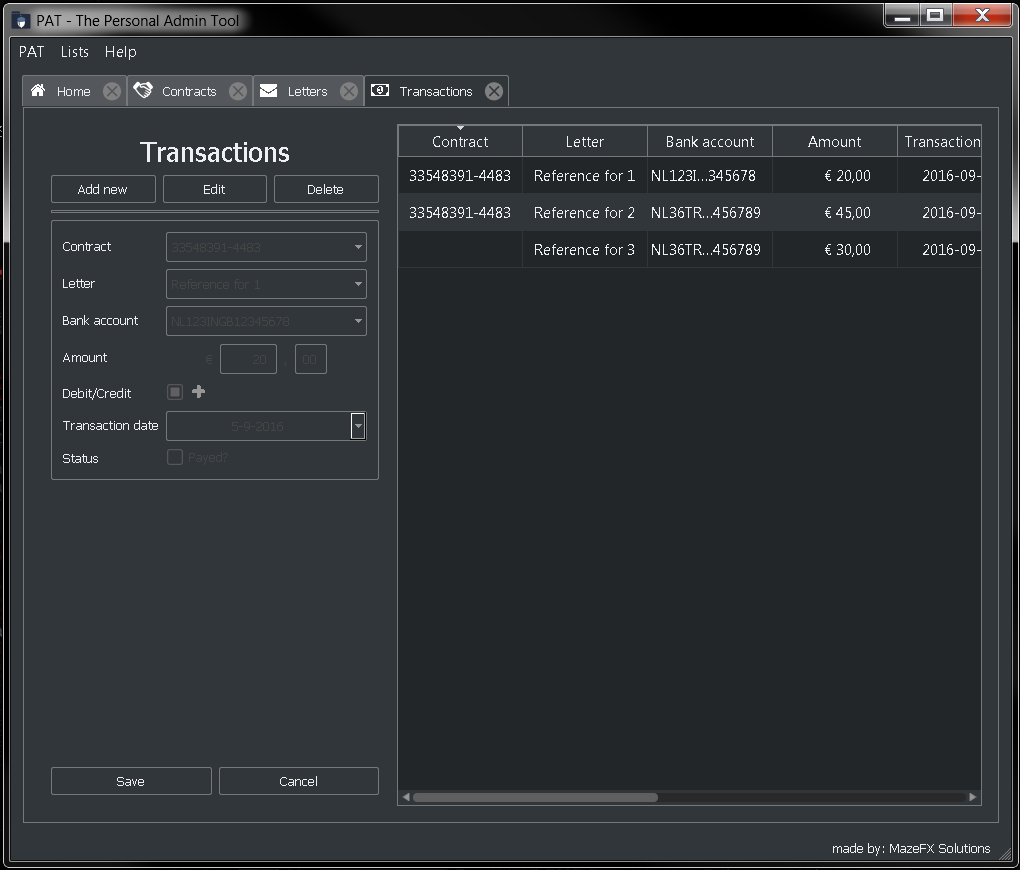 PAT - The Personal Admin Tool
PAT Lists Help
Home Contracts Letters Transactions
Transactions
Add new Edit Delete
Contract 33548391-4483
Letter Reference for 1
Bank account NL123INGB12345678
Amount € 20 . 00
Debit/Credit
Transaction date 5-9-2016
Status Payed?
Save Cancel
Contract Letter Bank account Amount Transaction
33548391-4483 Reference for 1 NL123I...345678 € 20,00 2016-09-
33548391-4483 Reference for 2 NL36TR...456789 € 45,00 2016-09-
Reference for 3 NL36TR...456789 € 30,00 2016-09-
made by: MazeFX Solutions